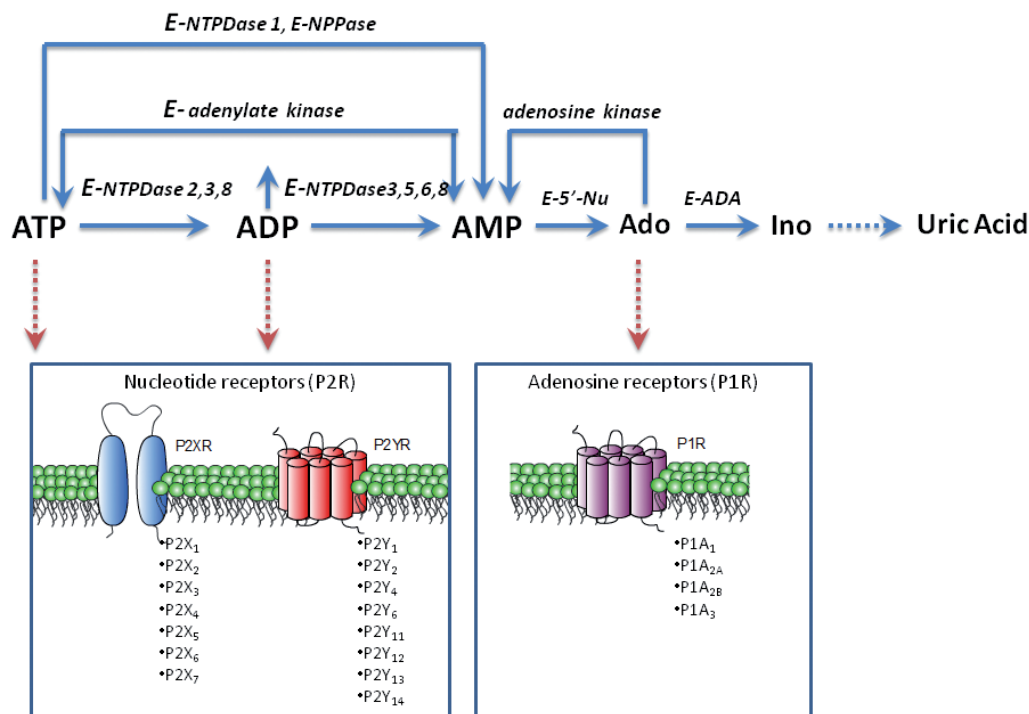 E-NTPDase 1, E-NPPase
E- adenylate kinase
adenosine kinase
E-NTPDase 2,3,8
E-NTPDase3,5,6,8
E-5’-Nu
E-ADA
ATP
ADP
AMP
Ado
Ino
Uric Acid
Nucleotide receptors (P2R)
P2XR
P2YR
•P2X₁
•P2X₂
•P2X₃
•P2X₄
•P2X₅
•P2X₆
•P2X₇
•P2Y₁
•P2Y₂
•P2Y₄
•P2Y₆
•P2Y₁₁
•P2Y₁₂
•P2Y₁₃
•P2Y₁₄
Adenosine receptors (P1R)
P1R
•P1A₁
•P1A₂A
•P1A₂B
•P1A₃